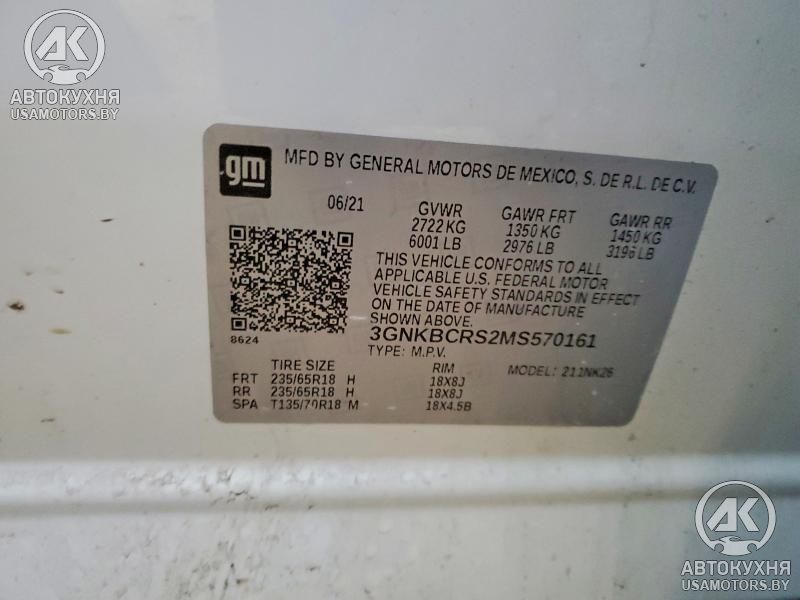 AK
АВТОКУХНЯ
USAMOTORS.BY
gm
MFD BY GENERAL MOTORS DE MEXICO, S. DE R.L. DE C.V.
06/21 GVWR GAWR FRT GAWR RR
2722 KG 1350 KG 1450 KG
6001 LB 2976 LB 3196 LB
THIS VEHICLE CONFORMS TO ALL
APPLICABLE U.S. FEDERAL MOTOR
VEHICLE SAFETY STANDARDS IN EFFECT
ON THE DATE OF MANUFACTURE
SHOWN ABOVE.
3GNKBCRS2MS570161
8624
TYPE: M.P.V.
TIRE SIZE RIM MODEL: 211NK26
FRT 235/65R18 H 18X8J
RR 235/65R18 H 18X8J
SPA T135/70R18 M 18X4.5B
AK
АВТОКУХНЯ
USAMOTORS.BY